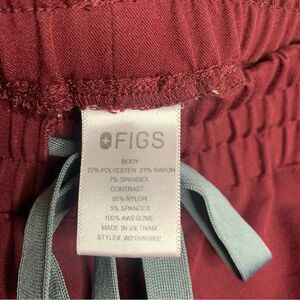 FIGS
BODY:
72% POLYESTER 21% RAYON
7% SPANDEX
CONTRAST:
95% NYLON
5% SPANDEX
100% AWESOME
MADE IN VIETNAM
STYLE#: